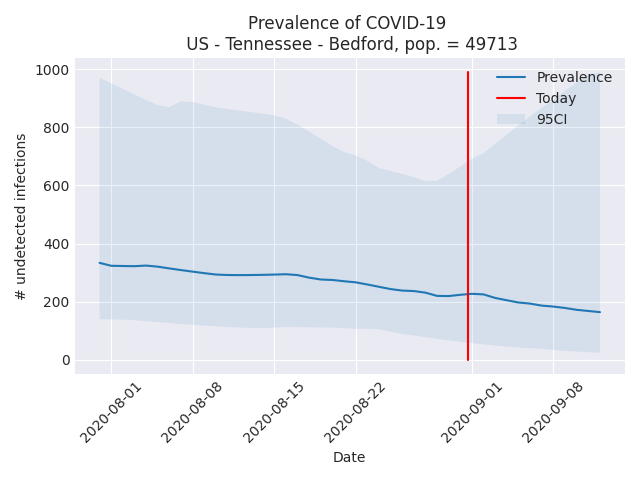 Prevalence of COVID-19
US - Tennessee - Bedford, pop. = 49713
# undetected infections
1000
800
600
400
200
0
Prevalence
Today
95CI
2020-08-01
2020-08-08
2020-08-15
2020-08-22
2020-09-01
2020-09-08
Date